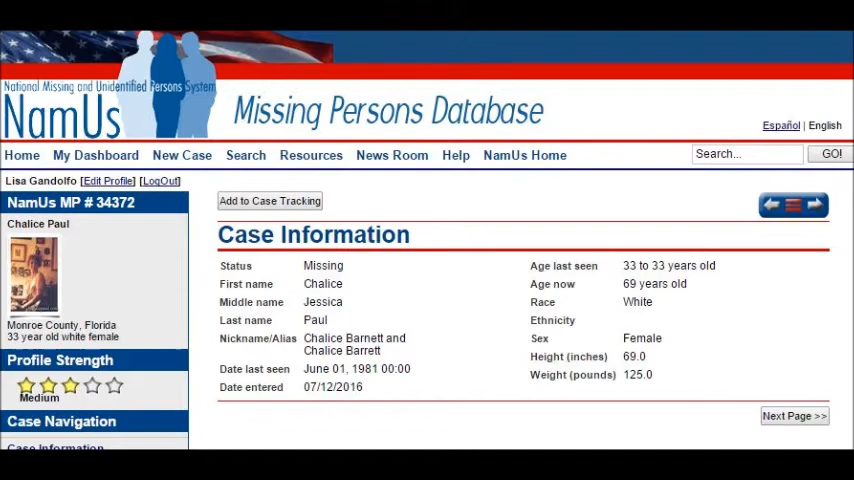 National Missing and Unidentified Persons System
NamUs
Missing Persons Database
Español | English
Home My Dashboard New Case Search Resources News Room Help NamUs Home
Search... GO!
Lisa Gandolfo [Edit Profile] [LogOut]
NamUs MP # 34372
Chalice Paul
Monroe County, Florida
33 year old white female
Profile Strength
Medium
Case Navigation
Case Information
Add to Case Tracking
Case Information
Status Missing
First name Chalice
Middle name Jessica
Last name Paul
Nickname/Alias Chalice Barnett and
Chalice Barrett
Date last seen June 01, 1981 00:00
Date entered 07/12/2016
Age last seen 33 to 33 years old
Age now 69 years old
Race White
Ethnicity
Sex Female
Height (inches) 69.0
Weight (pounds) 125.0
Next Page >>